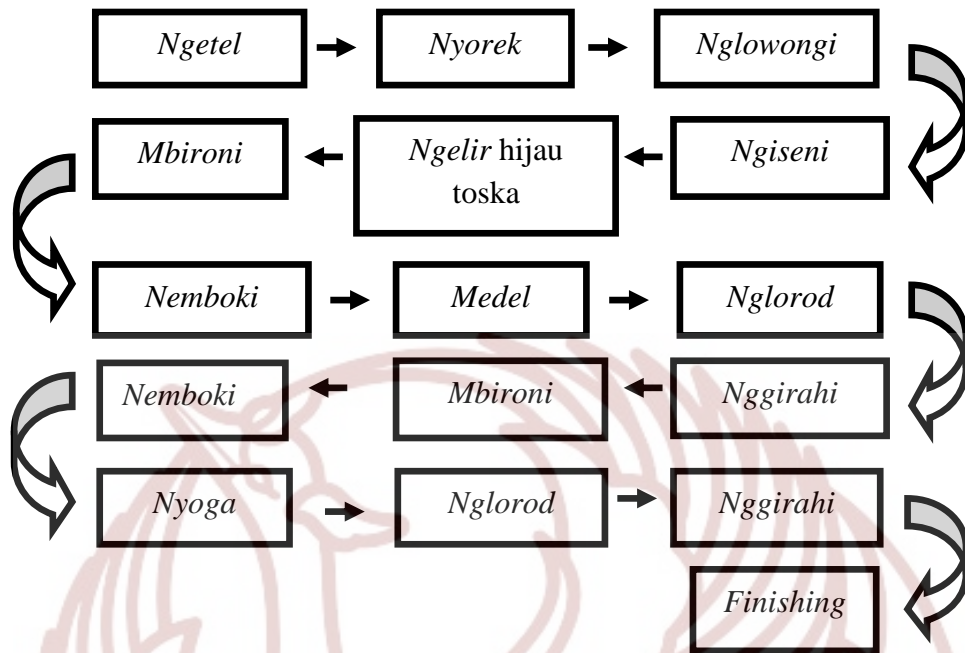 Ngetel
Nyorek
Nglowongi
Ngiseni
Ngelir hijau
toska
Mbironi
Nemboki
Medel
Nglorod
Nggirahi
Mbironi
Nemboki
Nyoga
Nglorod
Nggirahi
Finishing